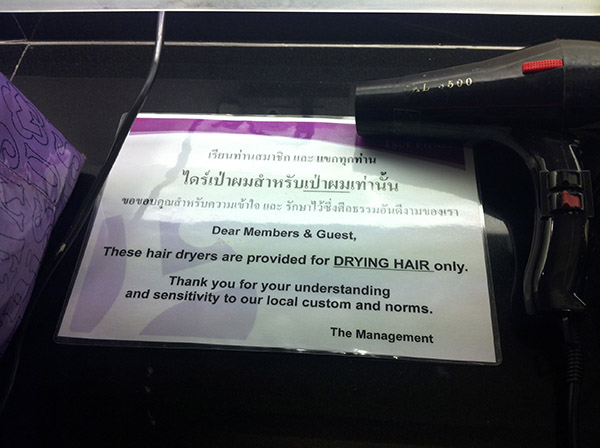 AL 3500
เรียนท่านสมาชิก และ แขกทุกท่าน
ไดร์เป่าผมสำหรับเป่าผมเท่านั้น
ขอขอบคุณสำหรับความเข้าใจ และ รักษาไว้ซึ่งศีลธรรมอันดีงามของเรา
Dear Members & Guest,
These hair dryers are provided for DRYING HAIR only.
Thank you for your understanding
and sensitivity to our local custom and norms.
The Management